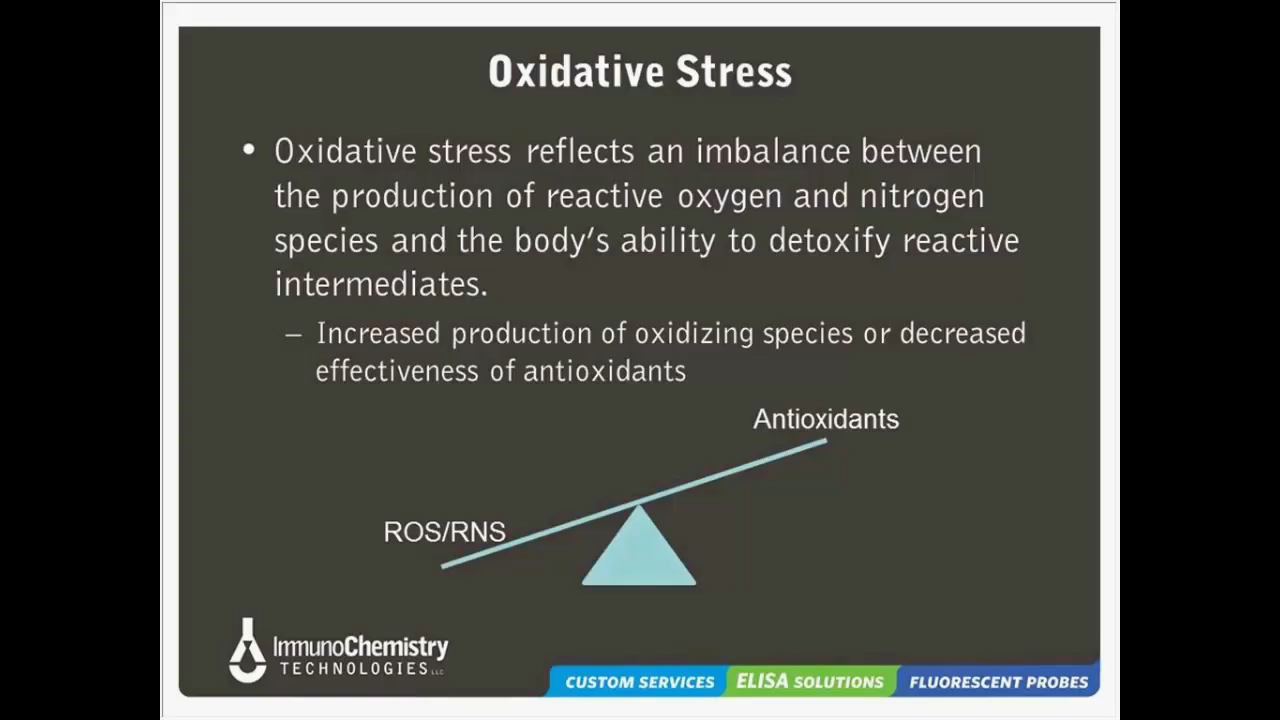 Oxidative Stress
• Oxidative stress reflects an imbalance between
the production of reactive oxygen and nitrogen
species and the body's ability to detoxify reactive
intermediates.
– Increased production of oxidizing species or decreased
effectiveness of antioxidants
Antioxidants
ROS/RNS
ImmunoChemistry
TECHNOLOGIES LLC
CUSTOM SERVICES ELISA SOLUTIONS FLUORESCENT PROBES